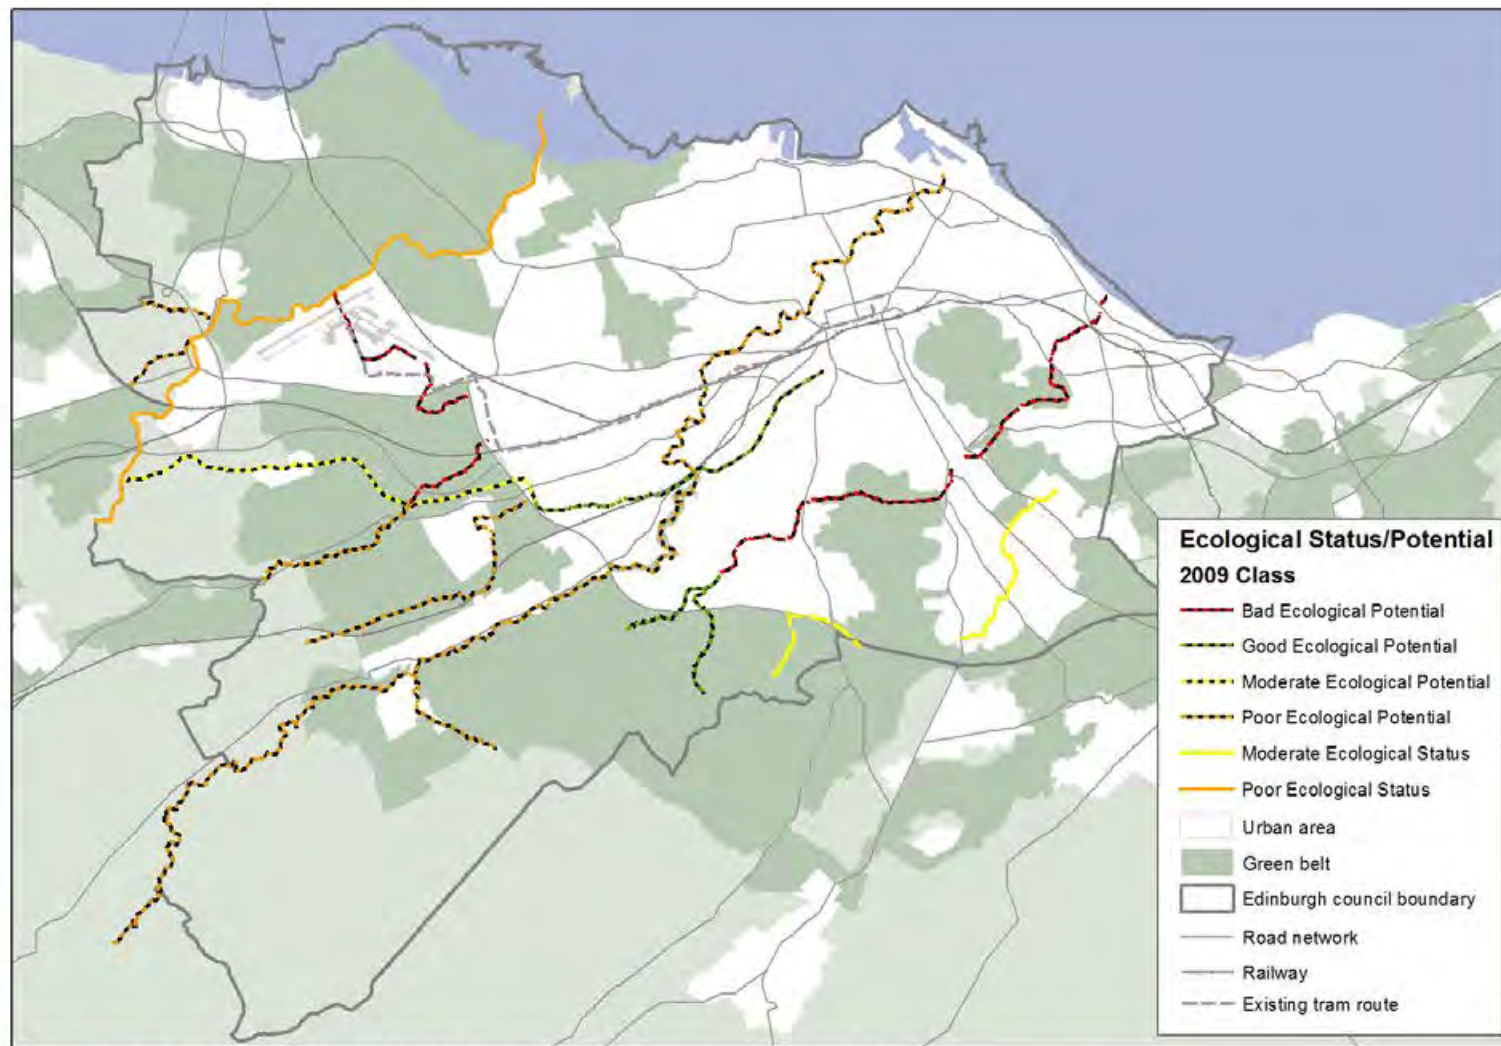 Ecological Status/Potential
2009 Class
Bad Ecological Potential
Good Ecological Potential
Moderate Ecological Potential
Poor Ecological Potential
Moderate Ecological Status
Poor Ecological Status
Urban area
Green belt
Edinburgh council boundary
Road network
Railway
Existing tram route